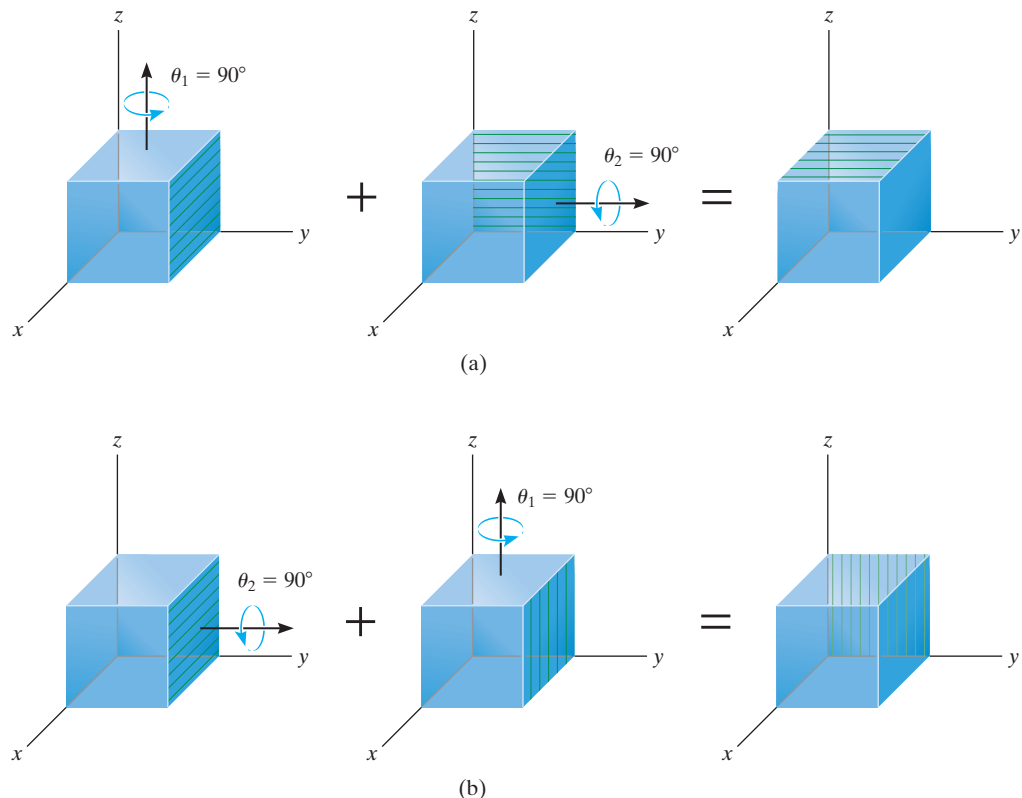 z z z
θ₁ = 90°
θ₂ = 90°
+ =
y y y
x x x
(a)
z z z
θ₁ = 90°
θ₂ = 90°
+ =
y y y
x x x
(b)